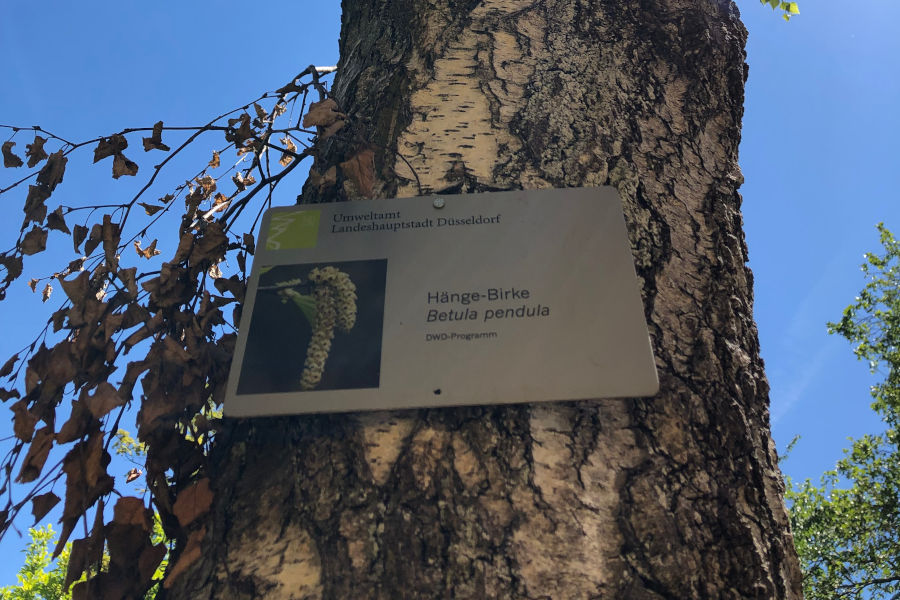 Umweltamt
Landeshauptstadt Düsseldorf
Hänge-Birke
Betula pendula
DWD-Programm